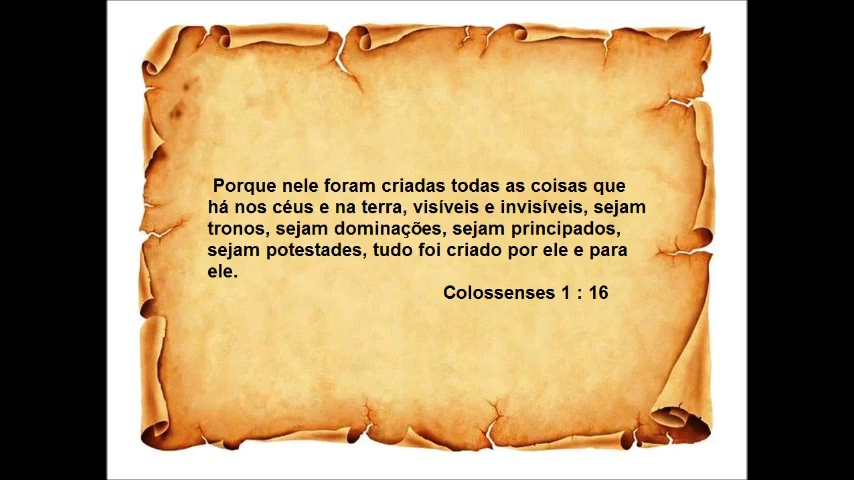 Porque nele foram criadas todas as coisas que
há nos céus e na terra, visíveis e invisíveis, sejam
tronos, sejam dominações, sejam principados,
sejam potestades, tudo foi criado por ele e para
ele.
Colossenses 1 : 16